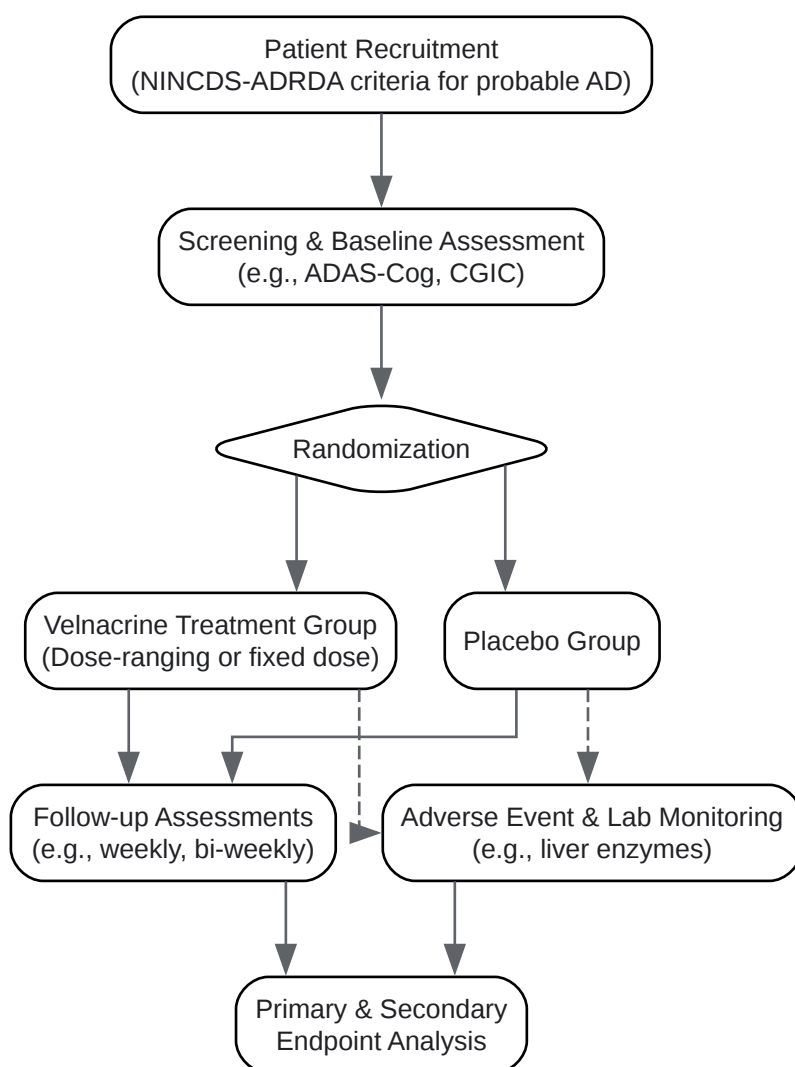 Patient Recruitment
(NINCDS-ADRDA criteria for probable AD)
Screening & Baseline Assessment
(e.g., ADAS-Cog, CGIC)
Randomization
Velnacrine Treatment Group
(Dose-ranging or fixed dose)
Placebo Group
Follow-up Assessments
(e.g., weekly, bi-weekly)
Adverse Event & Lab Monitoring
(e.g., liver enzymes)
Primary & Secondary
Endpoint Analysis